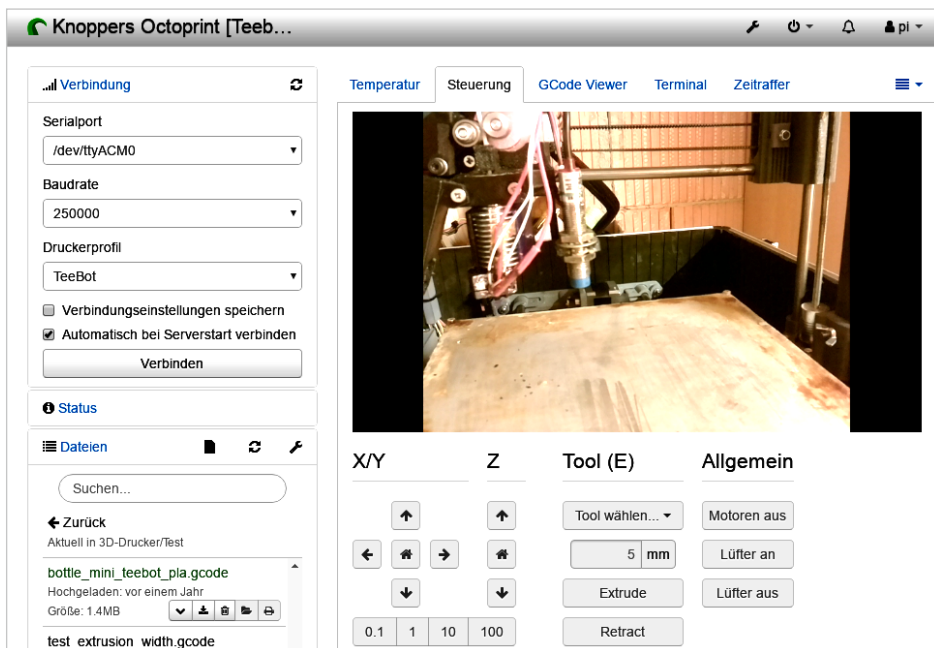 Knoppers Octoprint [Teeb...
pi
Verbindung
Serialport
/dev/ttyACM0
Baudrate
250000
Druckerprofil
TeeBot
Verbindungseinstellungen speichern
Automatisch bei Serverstart verbinden
Verbinden
Status
Dateien
Suchen...
Zurück
Aktuell in 3D-Drucker/Test
bottle_mini_teebot_pla.gcode
Hochgeladen: vor einem Jahr
Größe: 1.4MB
test_extrusion_width.gcode
Temperatur Steuerung GCode Viewer Terminal Zeitraffer
X/Y Z Tool (E) Allgemein
Tool wählen... Motoren aus
5 mm Lüfter an
Extrude Lüfter aus
0.1 1 10 100 Retract